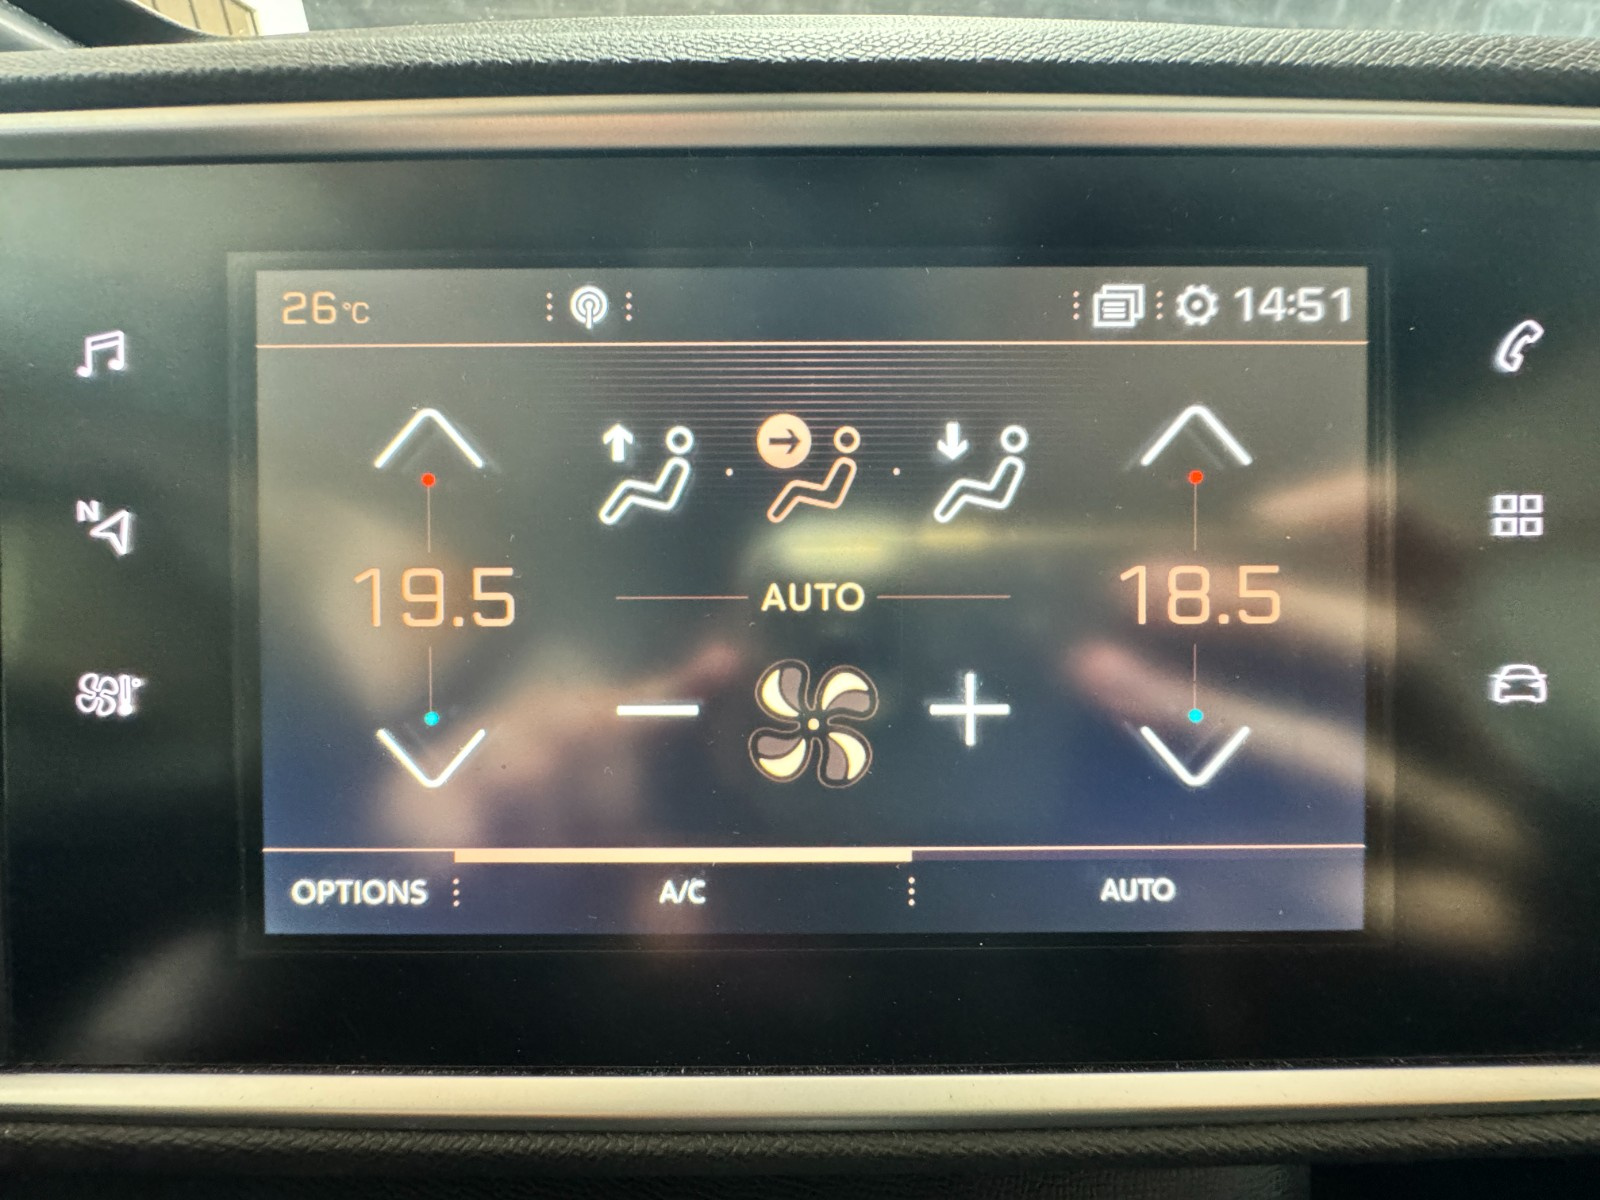 26°C 14:51
N
19.5 AUTO 18.5
OPTIONS A/C AUTO